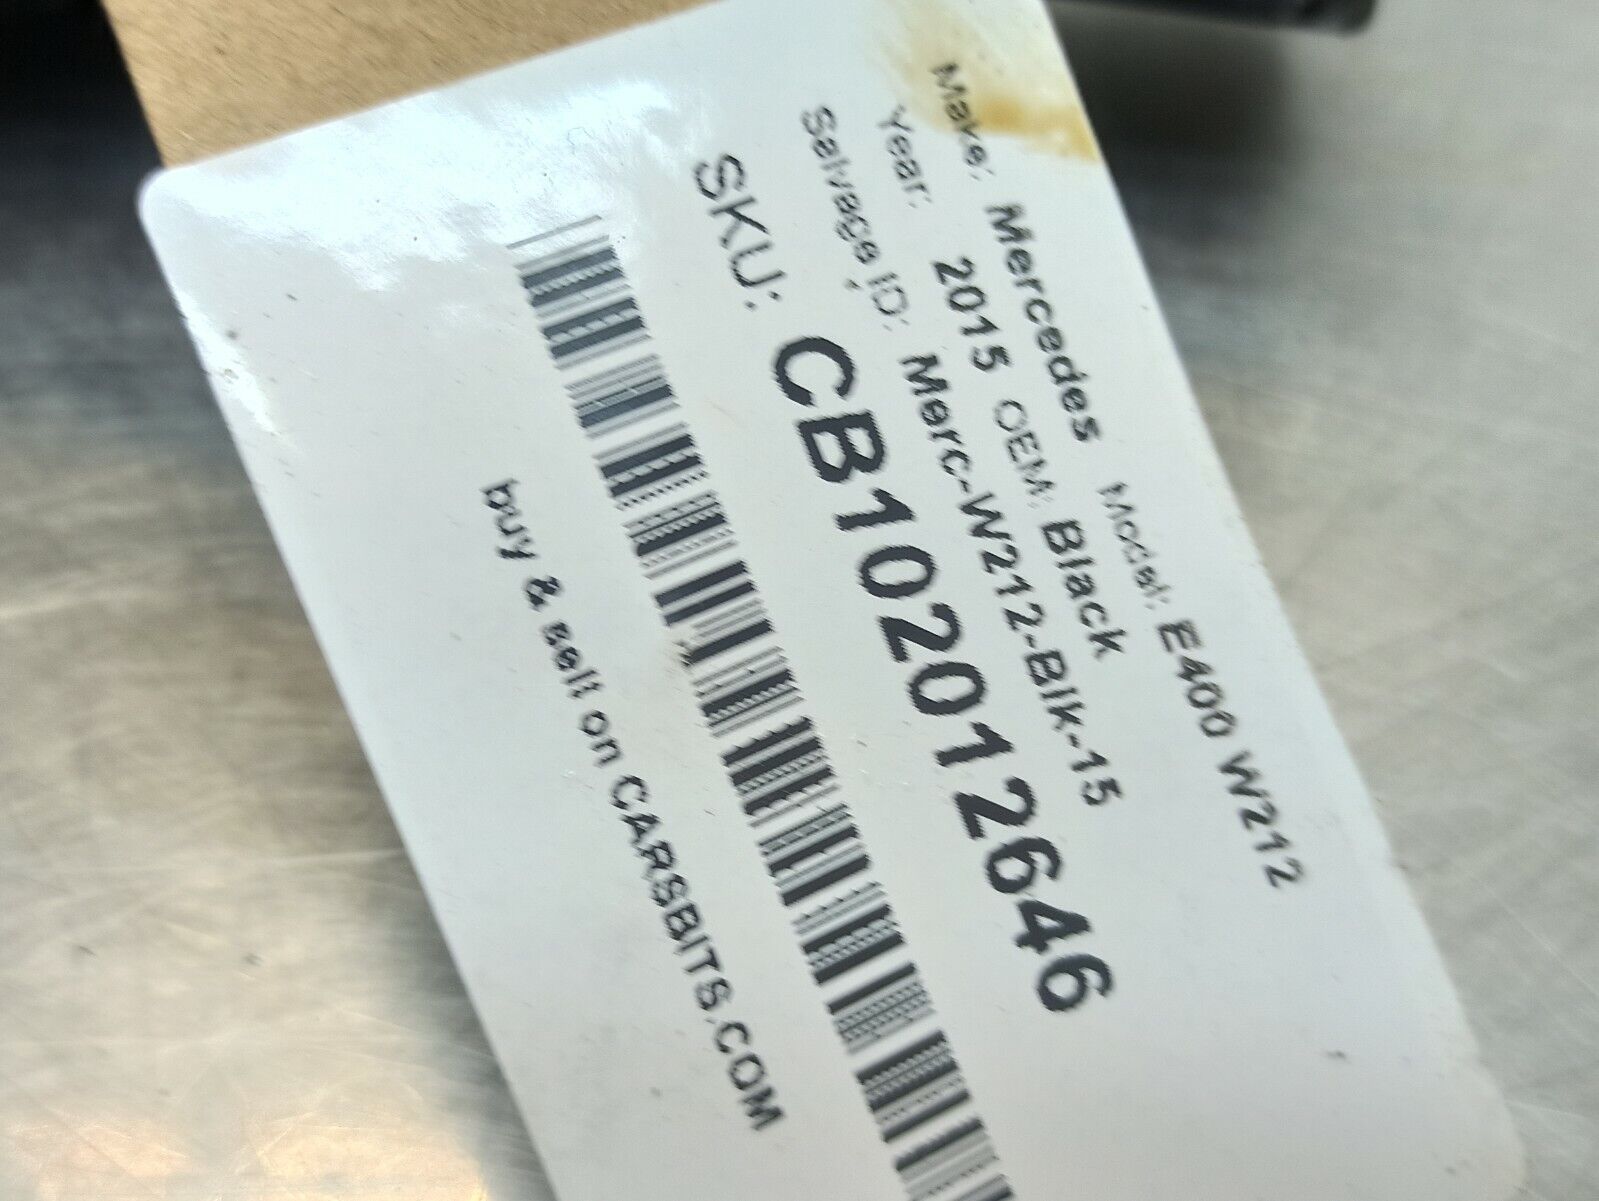 Make: Mercedes Model: E400 W212
Year: 2015 OEM: Black
Salvage ID: Merc-W212-Blk-15
SKU: CB102012646
buy & sell on CARSBITS.COM